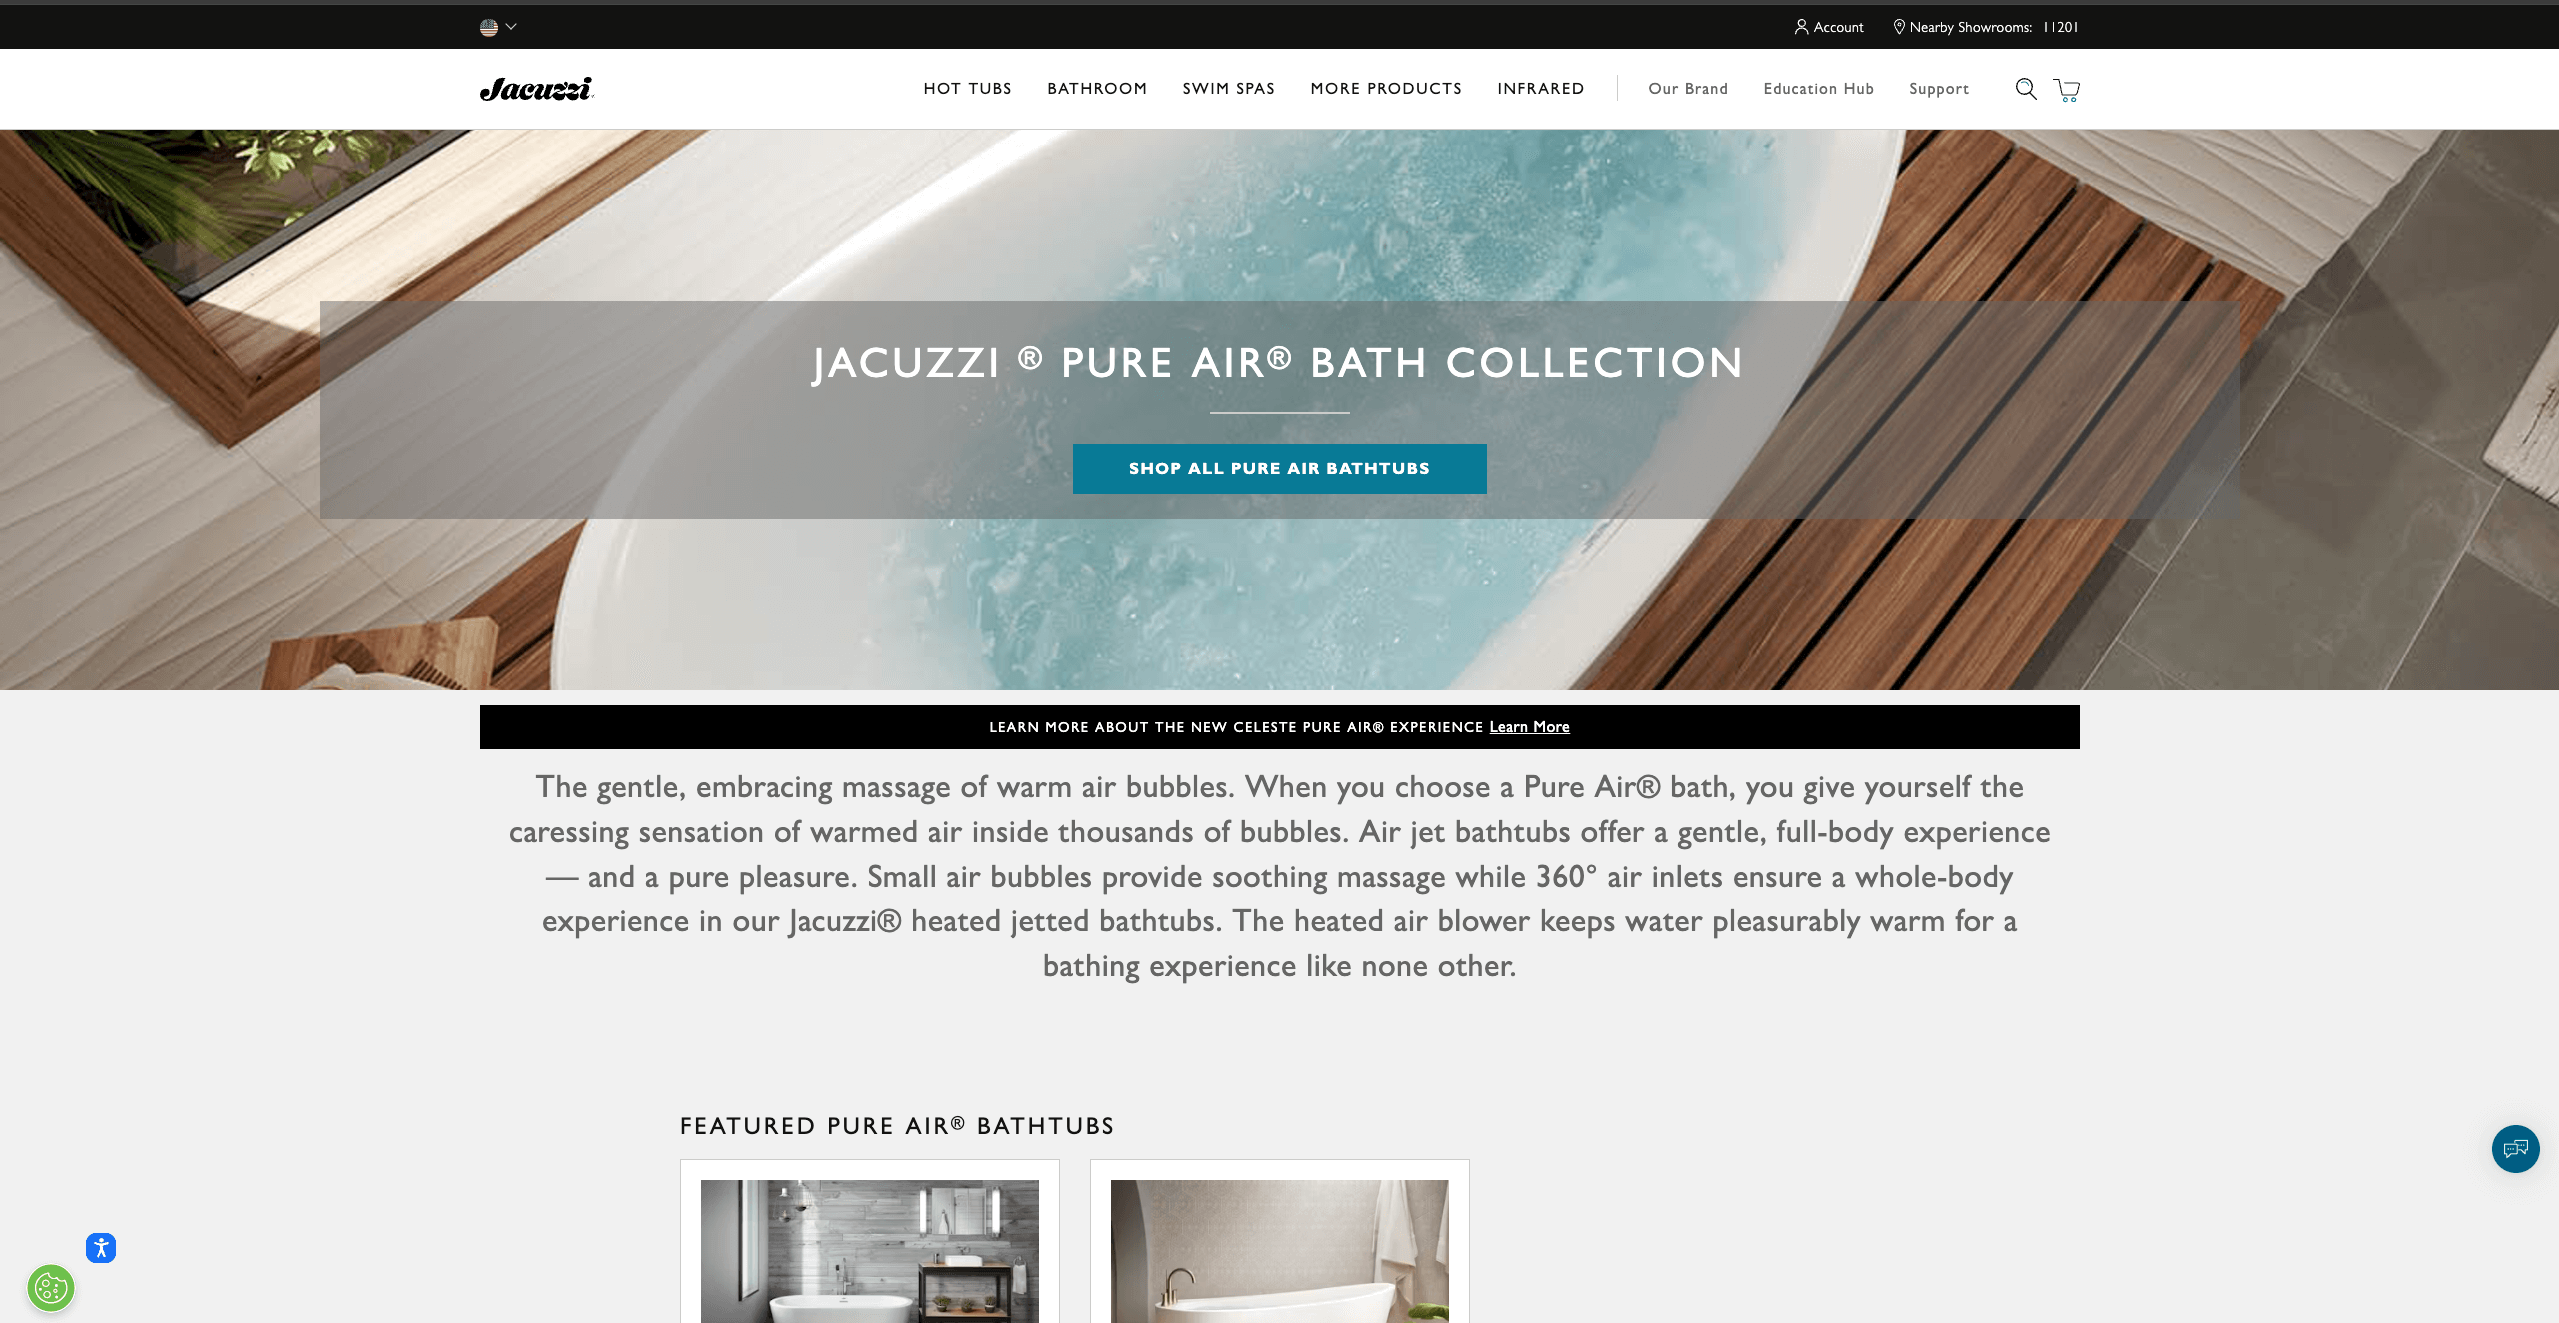 Account Nearby Showrooms: 11201
Jacuzzi HOT TUBS BATHROOM SWIM SPAS MORE PRODUCTS INFRARED Our Brand Education Hub Support
JACUZZI ® PURE AIR® BATH COLLECTION
SHOP ALL PURE AIR BATHTUBS
LEARN MORE ABOUT THE NEW CELESTE PURE AIR® EXPERIENCE Learn More
The gentle, embracing massage of warm air bubbles. When you choose a Pure Air® bath, you give yourself the
caressing sensation of warmed air inside thousands of bubbles. Air jet bathtubs offer a gentle, full-body experience
— and a pure pleasure. Small air bubbles provide soothing massage while 360° air inlets ensure a whole-body
experience in our Jacuzzi® heated jetted bathtubs. The heated air blower keeps water pleasurably warm for a
bathing experience like none other.
FEATURED PURE AIR® BATHTUBS